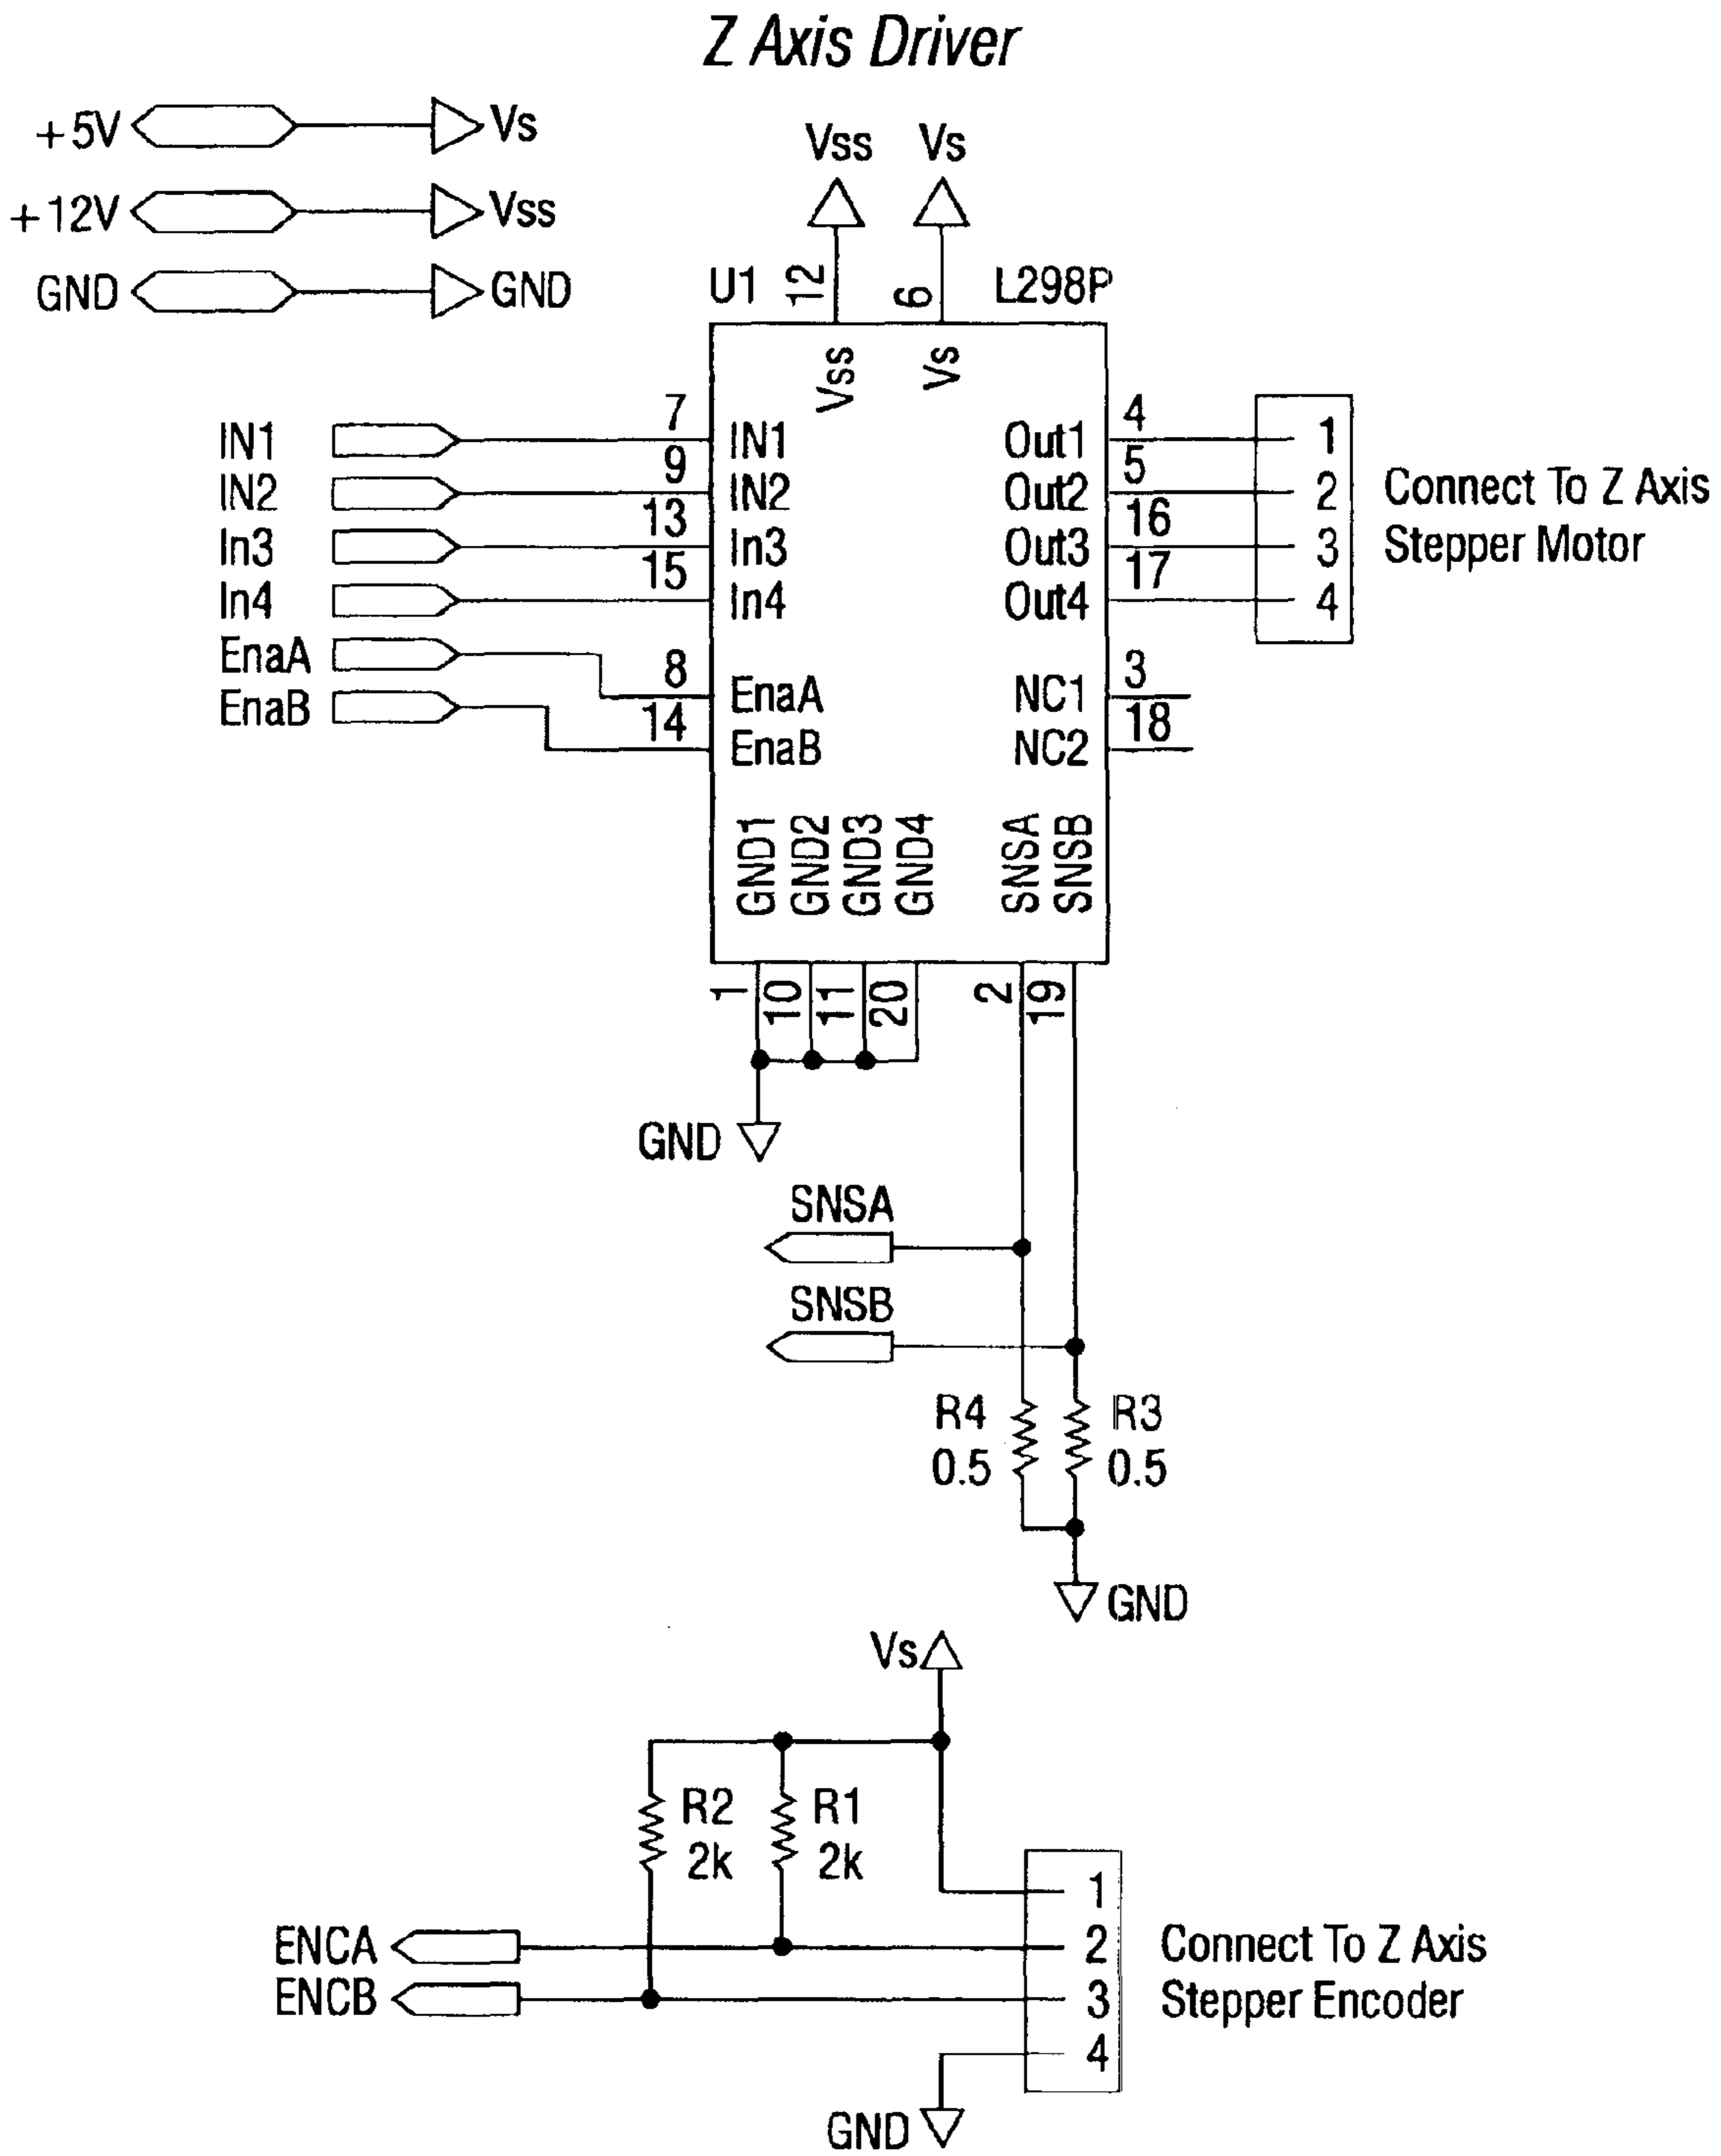 Z Axis Driver
+5V Vs
+12V Vss
GND GND
Vss Vs
U1 12 6 L298P
Vss Vs
IN1 7 IN1 Out1 4 1
IN2 9 IN2 Out2 5 2
In3 13 In3 Out3 16 3
In4 15 In4 Out4 17 4
Connect To Z Axis
Stepper Motor
EnaA 8 EnaA NC1 3
EnaB 14 EnaB NC2 18
GND1 GND2 GND3 GND4 SNSA SNSB
1 10 11 20 2 19
GND
SNSA
SNSB
R4 R3
0.5 0.5
GND
Vs
R2 R1
2k 2k
1
ENCA 2
ENCB 3
4
Connect To Z Axis
Stepper Encoder
GND